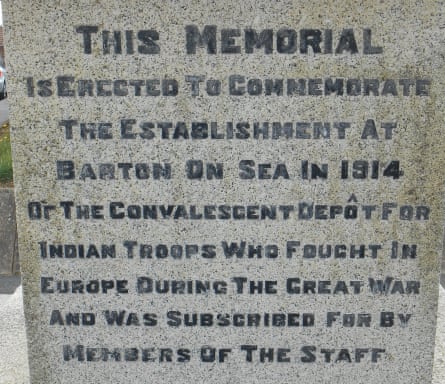 THIS MEMORIAL
IS ERECTED TO COMMEMORATE
THE ESTABLISHMENT AT
BARTON ON SEA IN 1914
OF THE CONVALESCENT DEPÔT FOR
INDIAN TROOPS WHO FOUGHT IN
EUROPE DURING THE GREAT WAR
AND WAS SUBSCRIBED FOR BY
MEMBERS OF THE STAFF